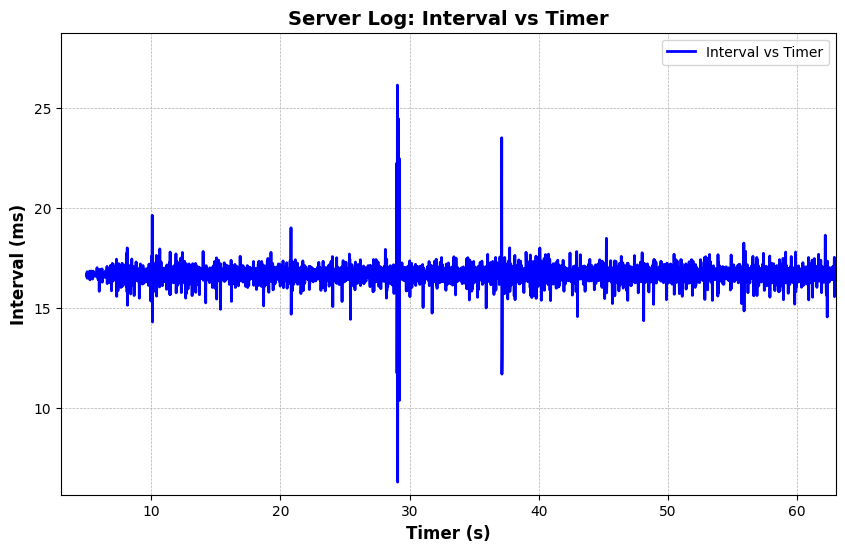 Server Log: Interval vs Timer
Interval vs Timer
25
20
15
10
Interval (ms)
10 20 30 40 50 60
Timer (s)